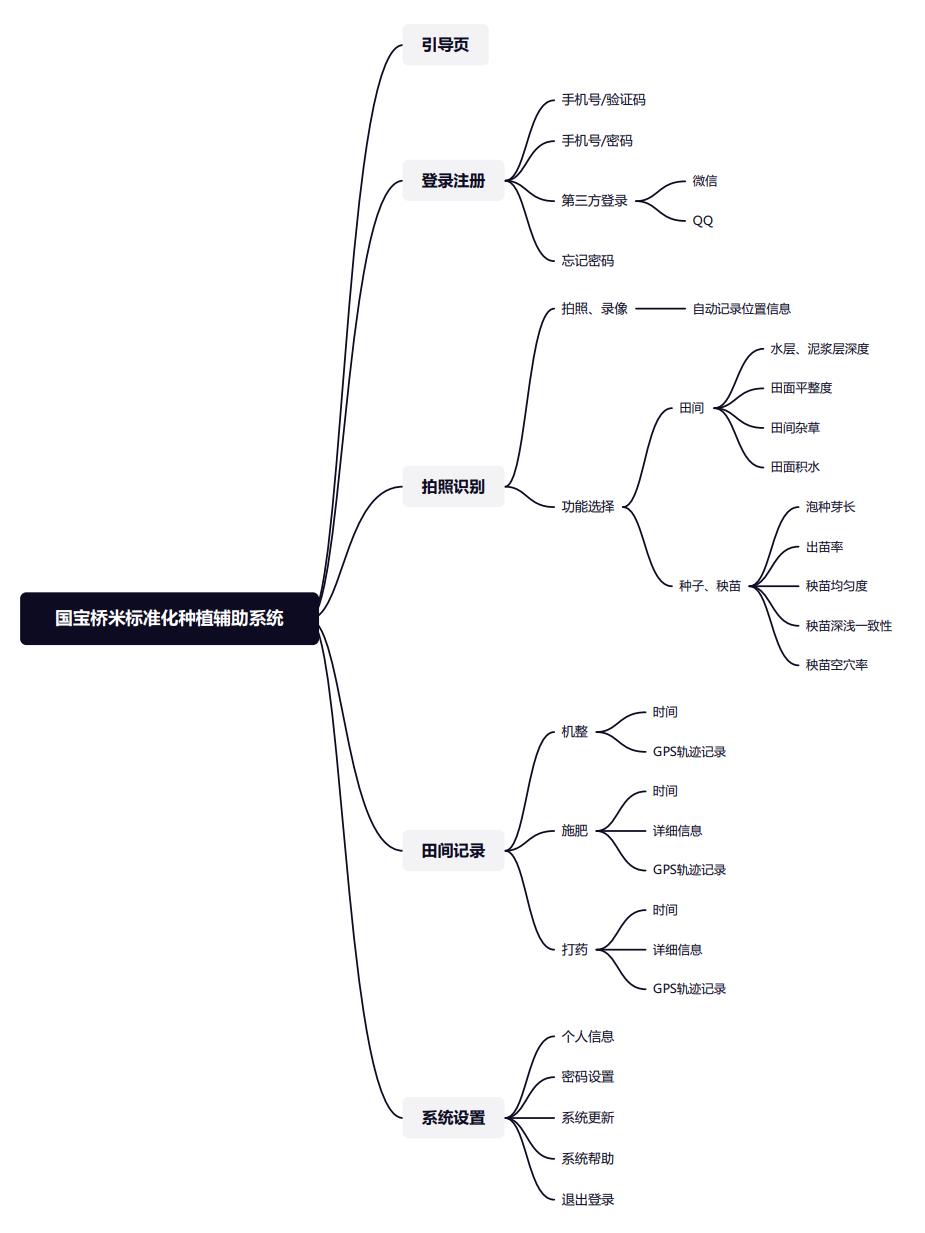 引导页
手机号/验证码
手机号/密码
登录注册
微信
第三方登录
QQ
忘记密码
拍照、录像
自动记录位置信息
水层、泥浆层深度
田面平整度
田间
田间杂草
田面积水
拍照识别
功能选择
泡种芽长
出苗率
种子、秧苗
秧苗均匀度
秧苗深浅一致性
秧苗空穴率
国宝桥米标准化种植辅助系统
时间
机整
GPS轨迹记录
时间
施肥
详细信息
GPS轨迹记录
田间记录
时间
打药
详细信息
GPS轨迹记录
个人信息
密码设置
系统设置
系统更新
系统帮助
退出登录